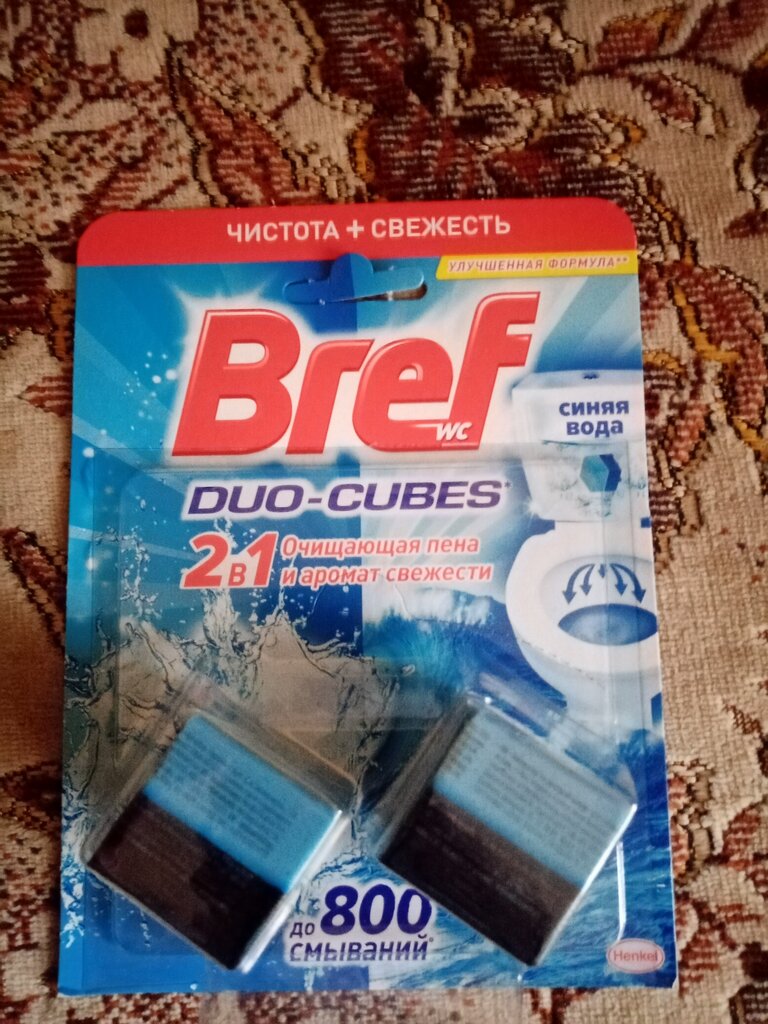 ЧИСТОТА + СВЕЖЕСТЬ
УЛУЧШЕННАЯ ФОРМУЛА**
Bref
WC
СИНЯЯ
ВОДА
DUO-CUBES*
2в1 Очищающая пена
и аромат свежести
до 800
СМЫВАНИЙ*
Henkel